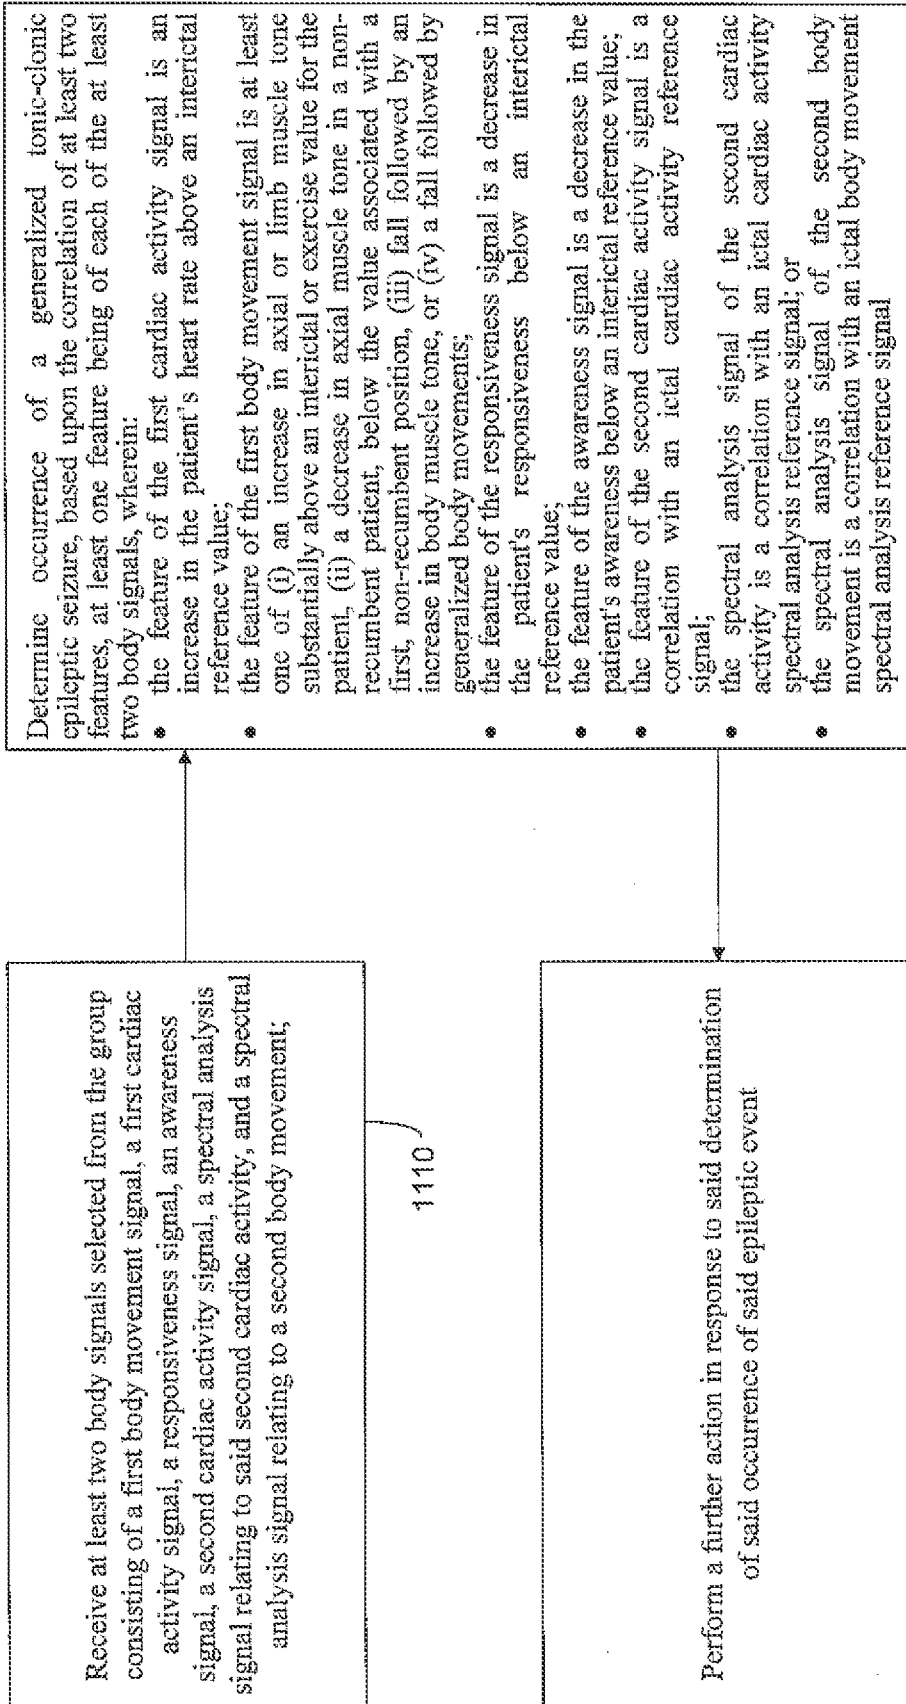 Receive at least two body signals selected from the group
consisting of a first body movement signal, a first cardiac
activity signal, a responsiveness signal, an awareness
signal, a second cardiac activity signal, a spectral analysis
signal relating to said second cardiac activity, and a spectral
analysis signal relating to a second body movement;
1110
Determine occurrence of a generalized tonic-clonic
epileptic seizure, based upon the correlation of at least two
features, at least one feature being of each of the at least
two body signals, wherein:
• the feature of the first cardiac activity signal is an
increase in the patient's heart rate above an interictal
reference value;
• the feature of the first body movement signal is at least
one of (i) an increase in axial or limb muscle tone
substantially above an interictal or exercise value for the
patient, (ii) a decrease in axial muscle tone in a non-
recumbent patient, below the value associated with a
first, non-recumbent position, (iii) fall followed by an
increase in body muscle tone, or (iv) a fall followed by
generalized body movements;
• the feature of the responsiveness signal is a decrease in
the patient's responsiveness below an interictal
reference value;
• the feature of the awareness signal is a decrease in the
patient's awareness below an interictal reference value;
• the feature of the second cardiac activity signal is a
correlation with an ictal cardiac activity reference
signal;
• the spectral analysis signal of the second cardiac
activity is a correlation with an ictal cardiac activity
spectral analysis reference signal; or
• the spectral analysis signal of the second body
movement is a correlation with an ictal body movement
spectral analysis reference signal
Perform a further action in response to said determination
of said occurrence of said epileptic event